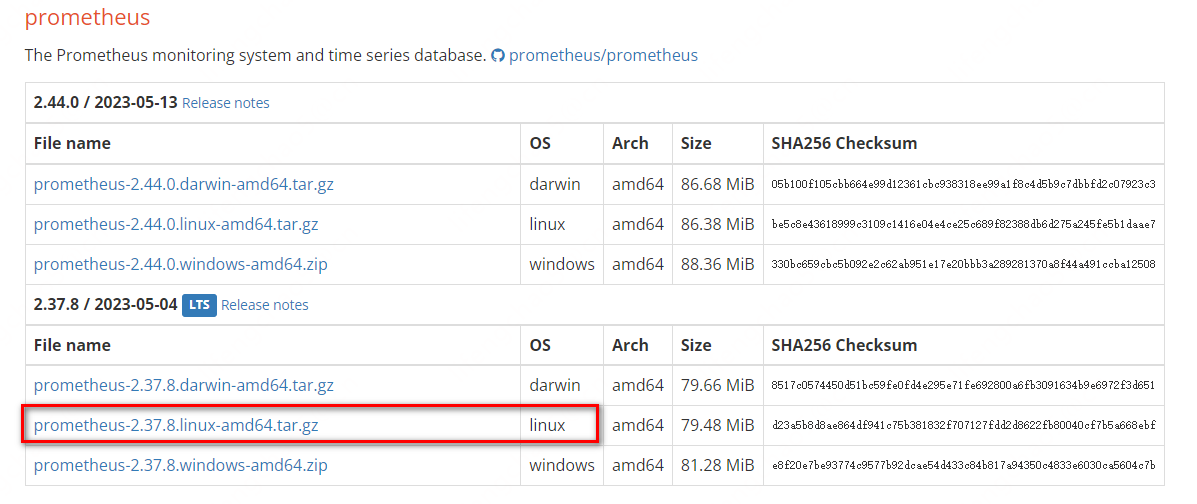 prometheus
The Prometheus monitoring system and time series database. prometheus/prometheus
2.44.0 / 2023-05-13 Release notes
File name OS Arch Size SHA256 Checksum
prometheus-2.44.0.darwin-amd64.tar.gz darwin amd64 86.68 MiB 05b100f105cbb664e99d12361cbc938318ee99a1f8c4d5b9c7dbbfd2c07923c3
prometheus-2.44.0.linux-amd64.tar.gz linux amd64 86.38 MiB be5c8e43618999c3109c1416e04e4ce25c689f82388db6d275a245fe5b1daae7
prometheus-2.44.0.windows-amd64.zip windows amd64 88.36 MiB 330bc659cbc5b092e2c62ab951e17e20bbb3a289281370a8f44a491ccba12508
2.37.8 / 2023-05-04 LTS Release notes
File name OS Arch Size SHA256 Checksum
prometheus-2.37.8.darwin-amd64.tar.gz darwin amd64 79.66 MiB 8517c0574450d51bc59fe0fd4e295e71fe692800a6fb3091634b9e6972f3d651
prometheus-2.37.8.linux-amd64.tar.gz linux amd64 79.48 MiB d23a5b8d8ae864df941c75b381832f707127fdd2d8622fb80040cf7b5a668ebf
prometheus-2.37.8.windows-amd64.zip windows amd64 81.28 MiB e8f20e7be93774c9577b92dcae54d433c84b817a94350c4833e6030ca5604c7b